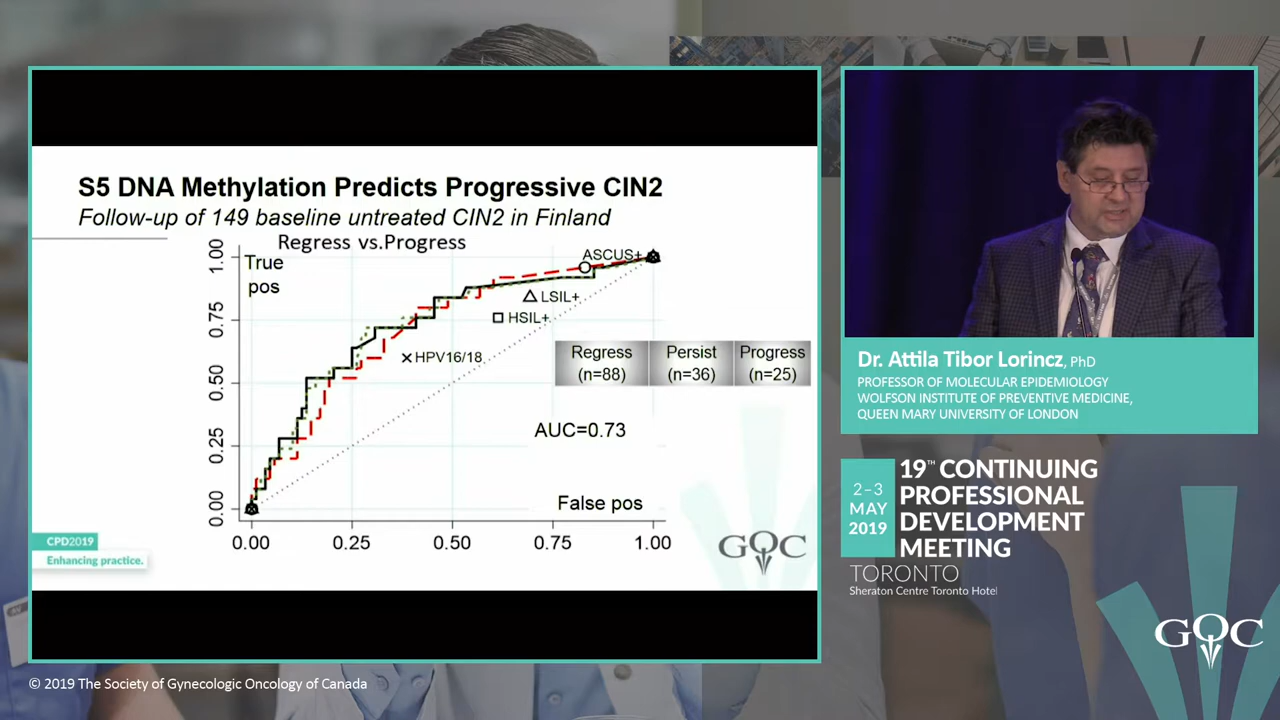 S5 DNA Methylation Predicts Progressive CIN2
Follow-up of 149 baseline untreated CIN2 in Finland
Regress vs.Progress
True
pos
1.00
0.75
0.50
0.25
0.00
ASCUS+
LSIL+
HSIL+
HPV16/18
Regress
(n=88)
Persist
(n=36)
Progress
(n=25)
AUC=0.73
False pos
0.00 0.25 0.50 0.75 1.00
CPD2019
Enhancing practice.
GOC
Dr. Attila Tibor Lorincz, PhD
PROFESSOR OF MOLECULAR EPIDEMIOLOGY
WOLFSON INSTITUTE OF PREVENTIVE MEDICINE,
QUEEN MARY UNIVERSITY OF LONDON
2–3
MAY
2019
19TH CONTINUING
PROFESSIONAL
DEVELOPMENT
MEETING
TORONTO
Sheraton Centre Toronto Hotel
GOC
© 2019 The Society of Gynecologic Oncology of Canada